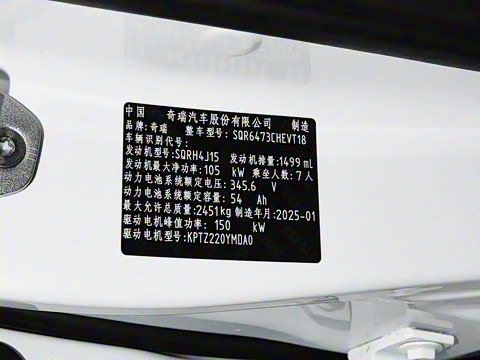 中国 奇瑞汽车股份有限公司 制造
品牌:奇瑞 整车型号:SQR6473CHEVT18
车辆识别代号:
发动机型号:SQRH4J15 发动机排量:1499 mL
发动机最大净功率:105 kW 乘坐人数:7人
动力电池系统额定电压:345.6 V
动力电池系统额定容量:54 Ah
最大允许总质量:2451kg 制造年月:2025-01
驱动电机峰值功率:150 kW
驱动电机型号:KPTZ220YMDA0